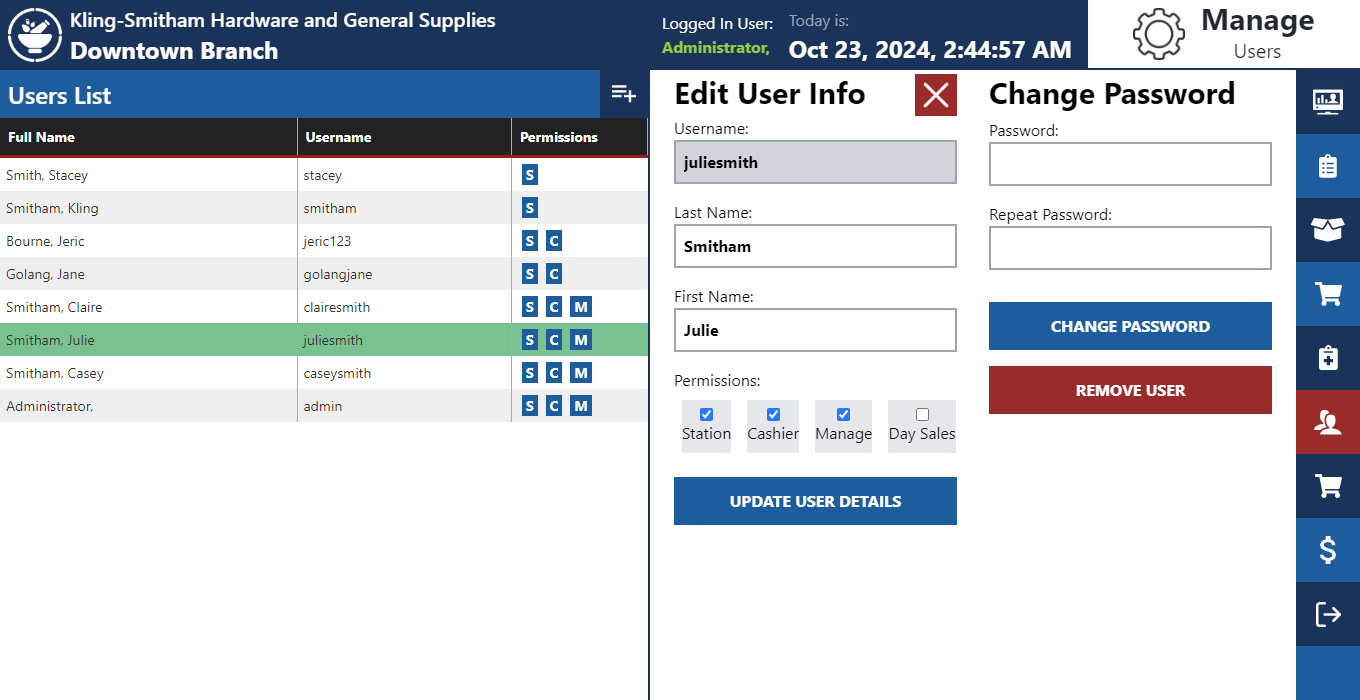 Kling-Smitham Hardware and General Supplies
Downtown Branch
Logged In User:
Administrator,
Today is:
Oct 23, 2024, 2:44:57 AM
Manage
Users
Users List
Full Name Username Permissions
Smith, Stacey stacey S
Smitham, Kling smitham S
Bourne, Jeric jeric123 S C
Golang, Jane golangjane S C
Smitham, Claire clairesmith S C M
Smitham, Julie juliesmith S C M
Smitham, Casey caseysmith S C M
Administrator, admin S C M
Edit User Info
Username:
juliesmith
Last Name:
Smitham
First Name:
Julie
Permissions:
Station Cashier Manage Day Sales
UPDATE USER DETAILS
Change Password
Password:
Repeat Password:
CHANGE PASSWORD
REMOVE USER